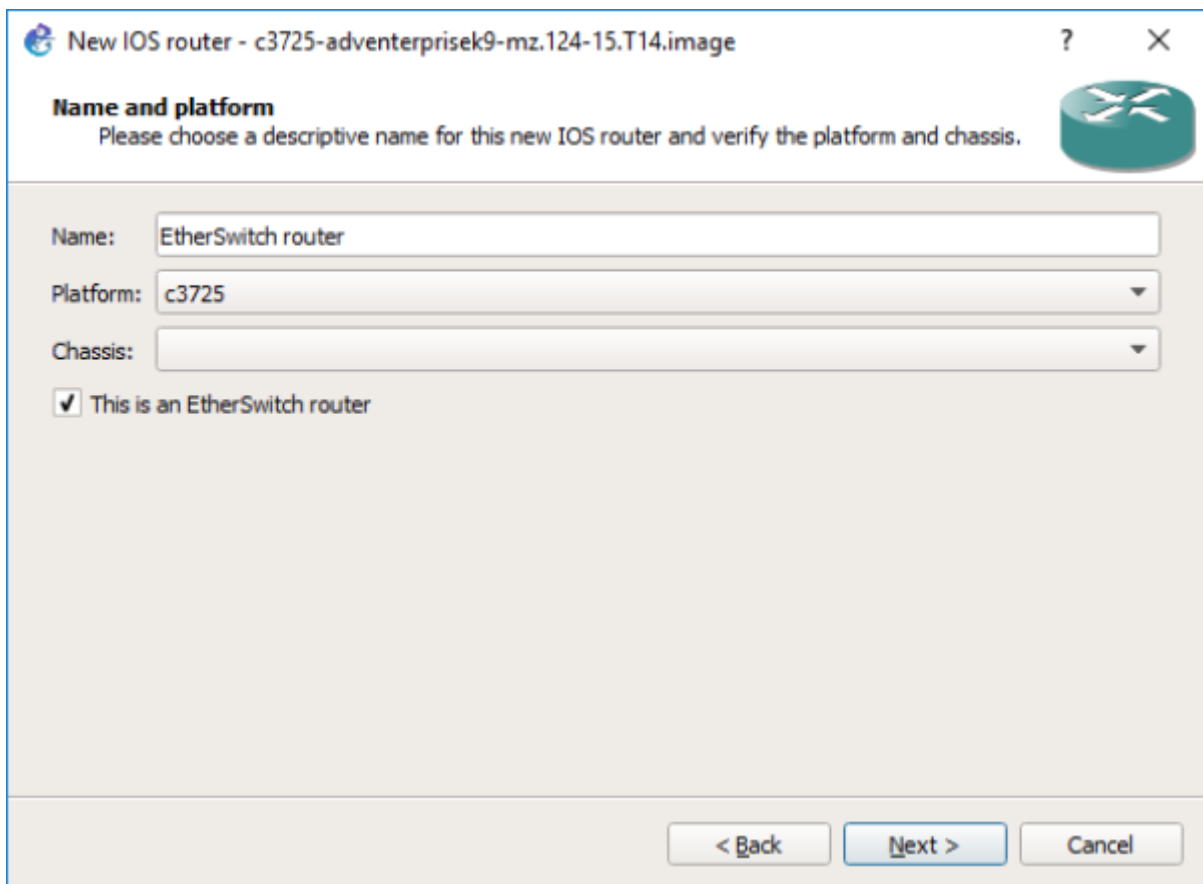 New IOS router - c3725-adventerprisek9-mz.124-15.T14.image
?
Name and platform
Please choose a descriptive name for this new IOS router and verify the platform and chassis.
Name: EtherSwitch router
Platform: c3725
Chassis:
This is an EtherSwitch router
< Back Next > Cancel